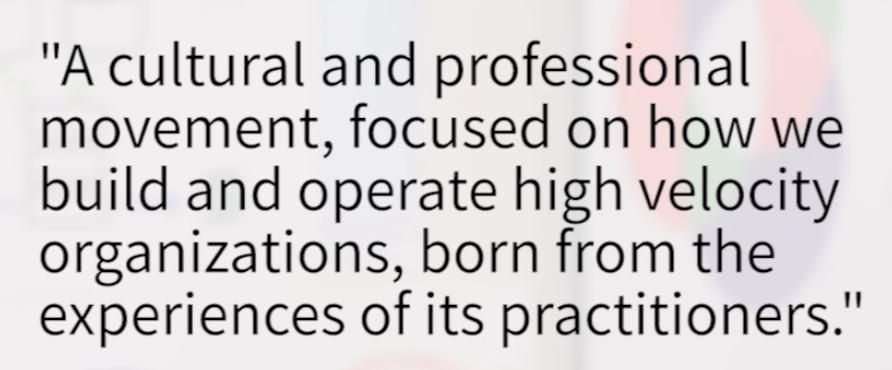 "A cultural and professional
movement, focused on how we
build and operate high velocity
organizations, born from the
experiences of its practitioners."